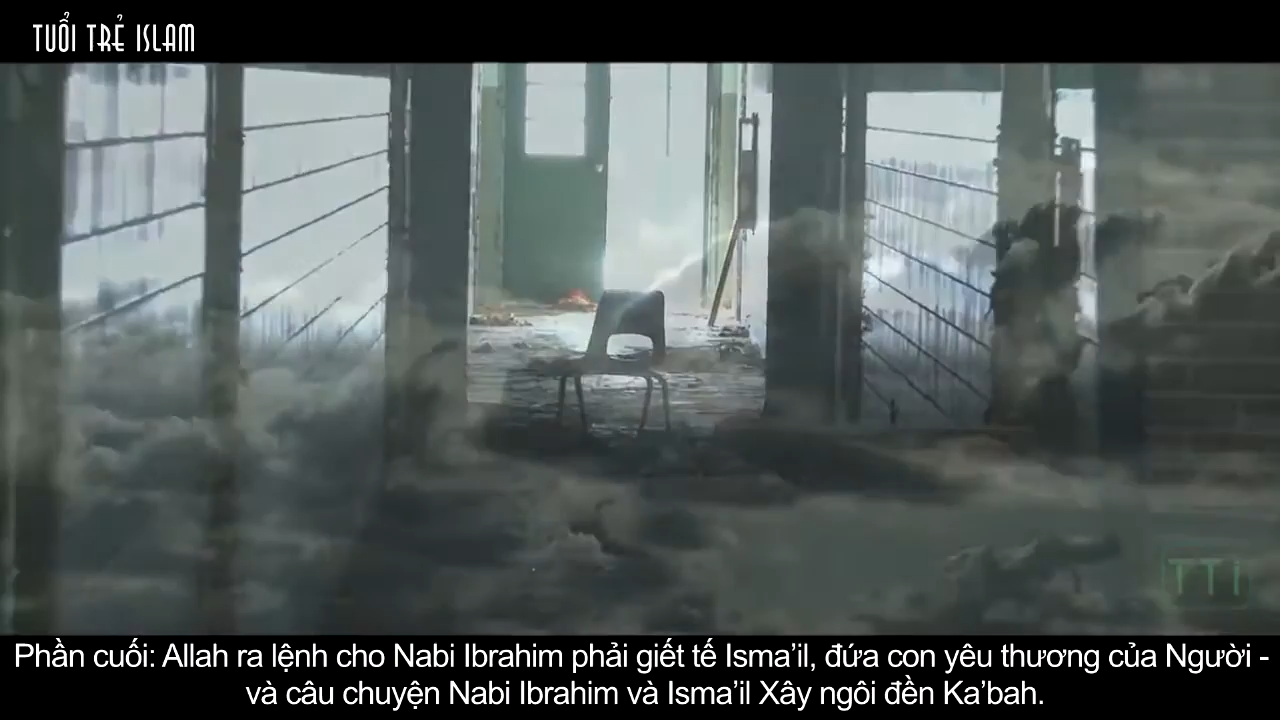 TUỔI TRẺ ISLAM
TTi
Phần cuối: Allah ra lệnh cho Nabi Ibrahim phải giết tế Isma'il, đứa con yêu thương của Người -
và câu chuyện Nabi Ibrahim và Isma'il Xây ngôi đền Ka'bah.